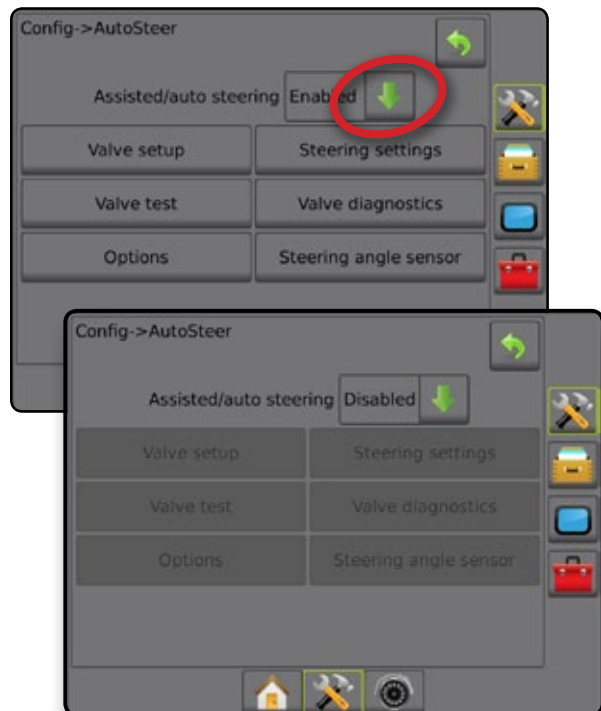 Config->AutoSteer
Assisted/auto steering Enabled
Valve setup Steering settings
Valve test Valve diagnostics
Options Steering angle sensor
Config->AutoSteer
Assisted/auto steering Disabled
Valve setup Steering settings
Valve test Valve diagnostics
Options Steering angle sensor